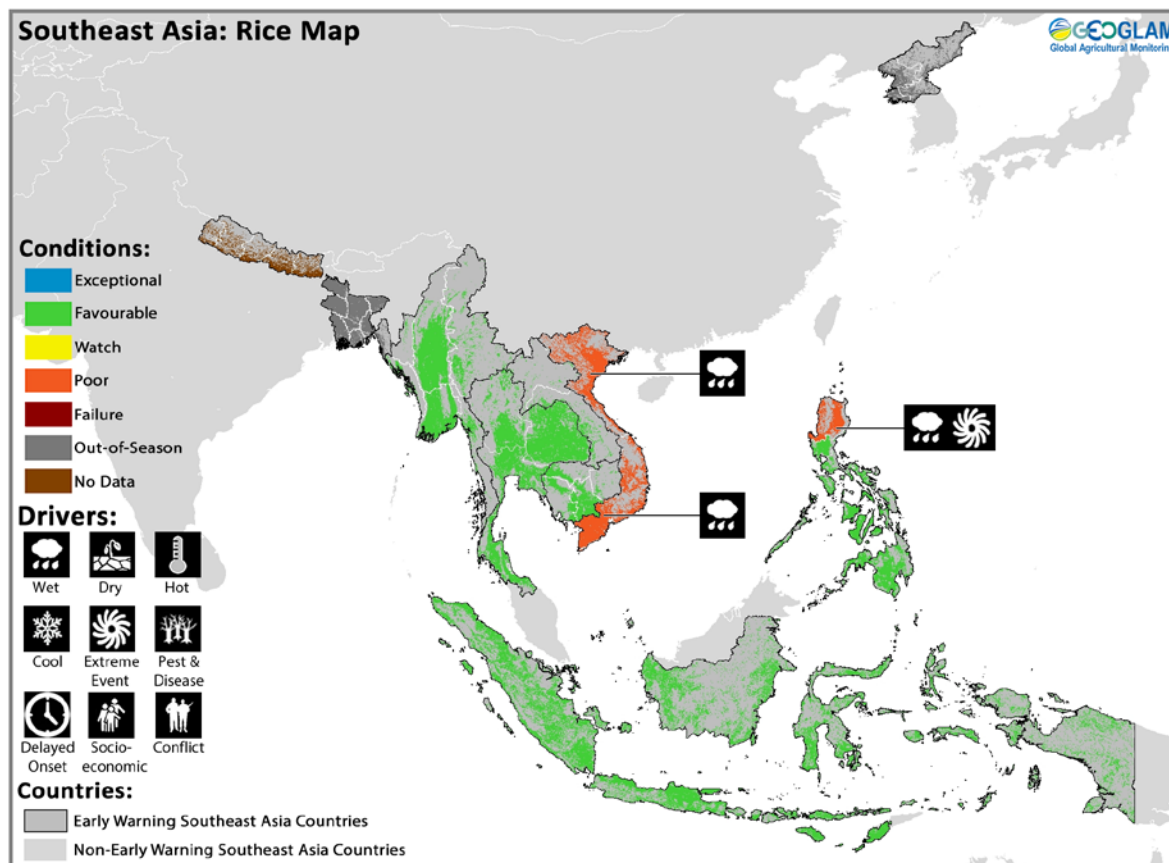 Southeast Asia: Rice Map
GEOGLAM
Global Agricultural Monitorin
Conditions:
Exceptional
Favourable
Watch
Poor
Failure
Out-of-Season
No Data
Drivers:
Wet
Dry
Hot
Cool
Extreme
Event
Pest &
Disease
Delayed
Onset
Socio-
economic
Conflict
Countries:
Early Warning Southeast Asia Countries
Non-Early Warning Southeast Asia Countries